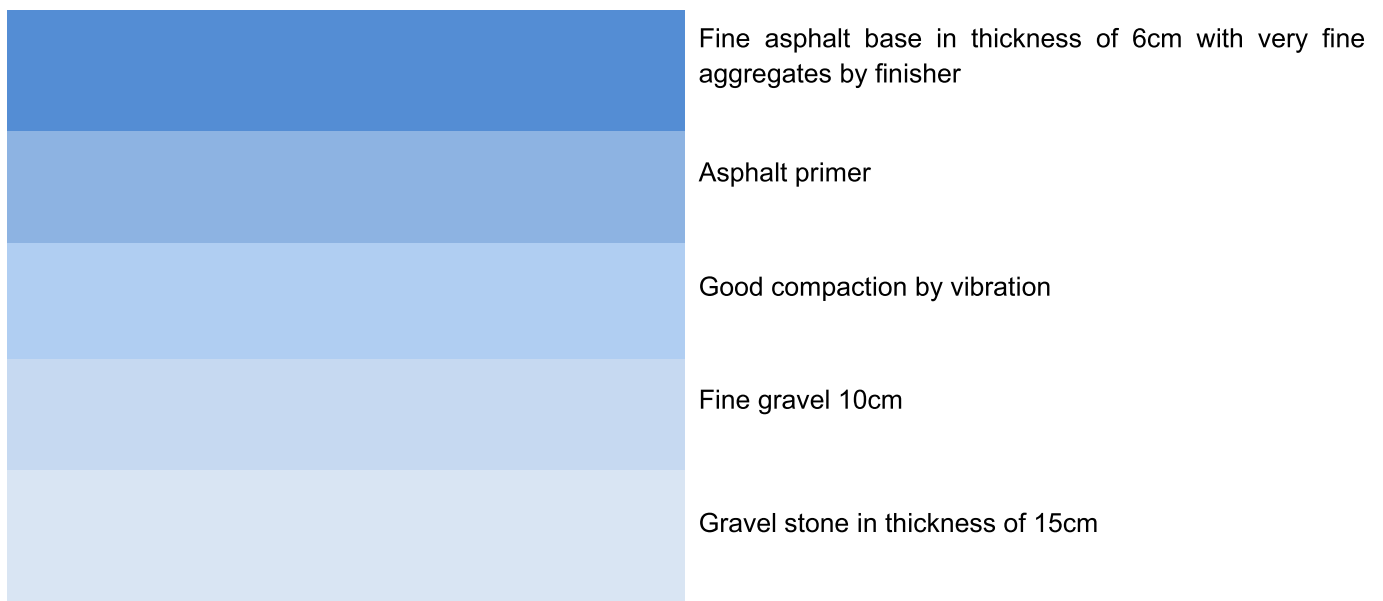 Fine asphalt base in thickness of 6cm with very fine
aggregates by finisher
Asphalt primer
Good compaction by vibration
Fine gravel 10cm
Gravel stone in thickness of 15cm